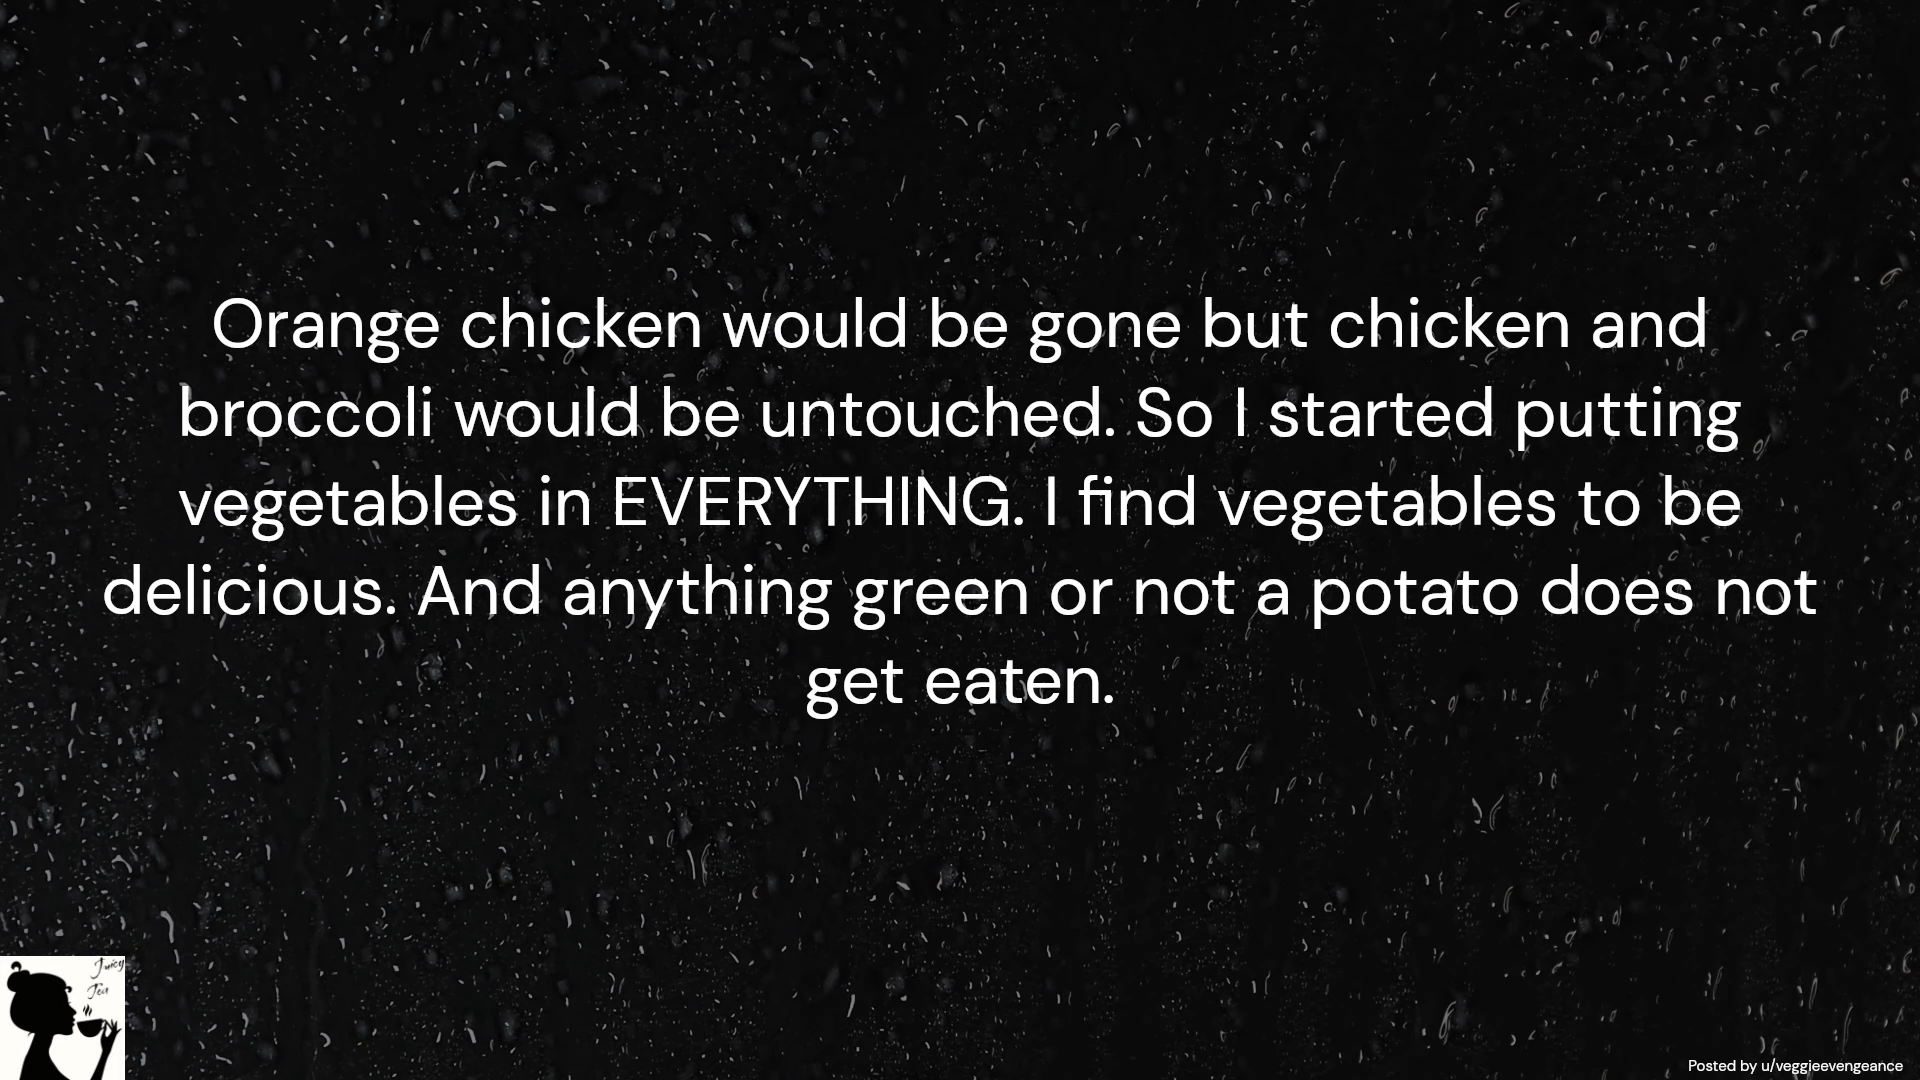 Orange chicken would be gone but chicken and
broccoli would be untouched. So I started putting
vegetables in EVERYTHING. I find vegetables to be
delicious. And anything green or not a potato does not
get eaten.
Juicy
Tea
Posted by u/veggieevengeance